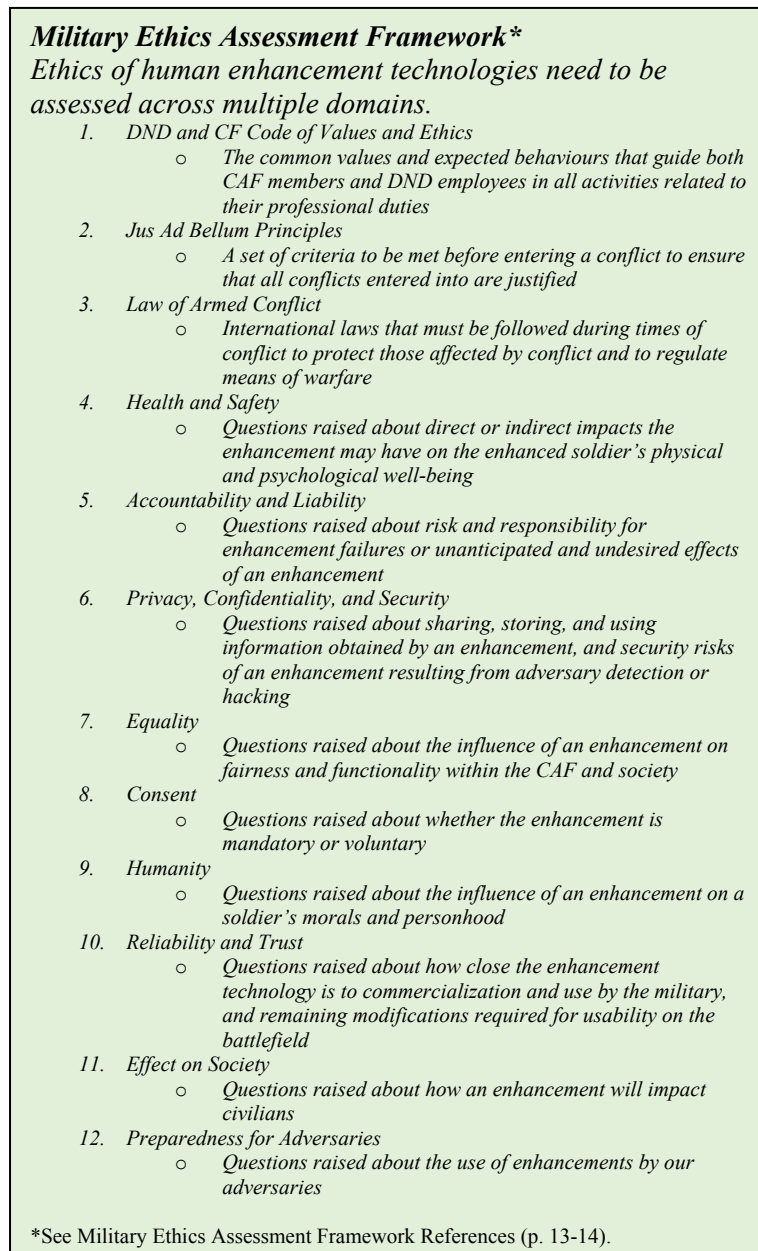 Military Ethics Assessment Framework*
Ethics of human enhancement technologies need to be
assessed across multiple domains.
1. DND and CF Code of Values and Ethics
o The common values and expected behaviours that guide both
CAF members and DND employees in all activities related to
their professional duties
2. Jus Ad Bellum Principles
o A set of criteria to be met before entering a conflict to ensure
that all conflicts entered into are justified
3. Law of Armed Conflict
o International laws that must be followed during times of
conflict to protect those affected by conflict and to regulate
means of warfare
4. Health and Safety
o Questions raised about direct or indirect impacts the
enhancement may have on the enhanced soldier's physical
and psychological well-being
5. Accountability and Liability
o Questions raised about risk and responsibility for
enhancement failures or unanticipated and undesired effects
of an enhancement
6. Privacy, Confidentiality, and Security
o Questions raised about sharing, storing, and using
information obtained by an enhancement, and security risks
of an enhancement resulting from adversary detection or
hacking
7. Equality
o Questions raised about the influence of an enhancement on
fairness and functionality within the CAF and society
8. Consent
o Questions raised about whether the enhancement is
mandatory or voluntary
9. Humanity
o Questions raised about the influence of an enhancement on a
soldier's morals and personhood
10. Reliability and Trust
o Questions raised about how close the enhancement
technology is to commercialization and use by the military,
and remaining modifications required for usability on the
battlefield
11. Effect on Society
o Questions raised about how an enhancement will impact
civilians
12. Preparedness for Adversaries
o Questions raised about the use of enhancements by our
adversaries
*See Military Ethics Assessment Framework References (p. 13-14).